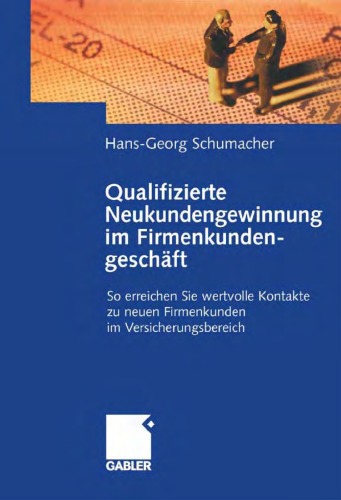 EL-20
Hans-Georg Schumacher
Qualifizierte
Neukundengewinnung
im Firmenkunden-
geschäft
So erreichen Sie wertvolle Kontakte
zu neuen Firmenkunden
im Versicherungsbereich
GABLER